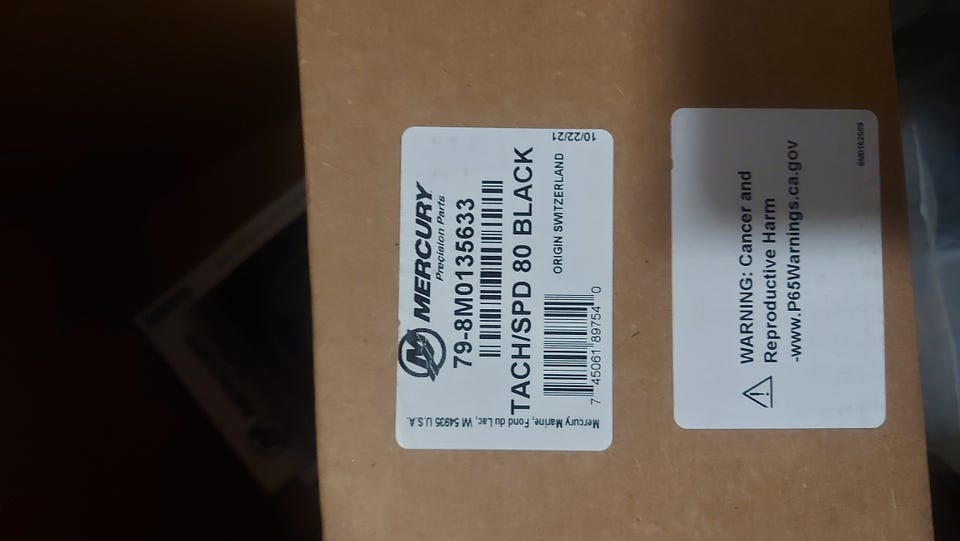 MERCURY
Precision Parts
79-8M0135633
TACH/SPD 80 BLACK
ORIGIN SWITZERLAND
10/22/21
7 45061 89754 0
Mercury Marine, Fond du Lac, WI 54935 U.S.A.
WARNING: Cancer and
Reproductive Harm
-www.P65Warnings.ca.gov